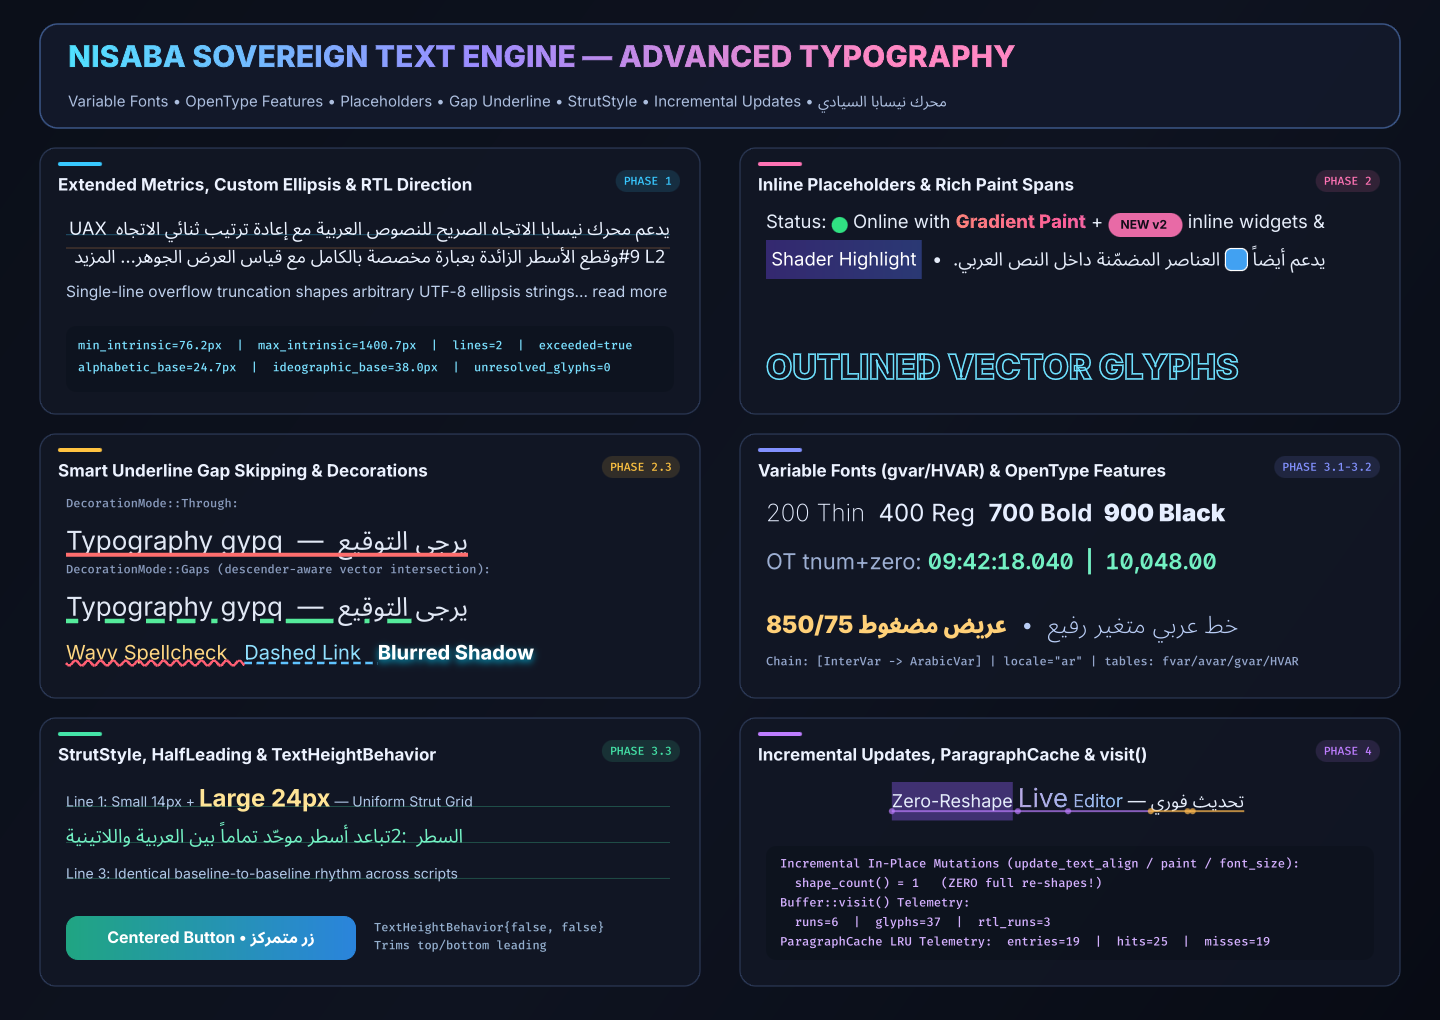 NISABA SOVEREIGN TEXT ENGINE — ADVANCED TYPOGRAPHY
Variable Fonts • OpenType Features • Placeholders • Gap Underline • StrutStyle • Incremental Updates • محرك نيسابا السيادي
Extended Metrics, Custom Ellipsis & RTL Direction
PHASE 1
يدعم محرك نيسابا الاتجاه الصريح للنصوص العربية مع إعادة ترتيب ثنائي الاتجاه UAX
#9 L2وقطع الأسطر الزائدة بعبارة مخصصة بالكامل مع قياس العرض الجوهر... المزيد
Single-line overflow truncation shapes arbitrary UTF-8 ellipsis strings... read more
min_intrinsic=76.2px | max_intrinsic=1400.7px | lines=2 | exceeded=true
alphabetic_base=24.7px | ideographic_base=38.0px | unresolved_glyphs=0
Inline Placeholders & Rich Paint Spans
PHASE 2
Status: Online with Gradient Paint + NEW v2 inline widgets &
Shader Highlight • يدعم أيضاً العناصر المضمّنة داخل النص العربي.
OUTLINED VECTOR GLYPHS
Smart Underline Gap Skipping & Decorations
PHASE 2.3
DecorationMode::Through:
Typography gypq — يرجى التوقيع
DecorationMode::Gaps (descender-aware vector intersection):
Typography gypq — يرجى التوقيع
Wavy Spellcheck Dashed Link Blurred Shadow
Variable Fonts (gvar/HVAR) & OpenType Features
PHASE 3.1-3.2
200 Thin 400 Reg 700 Bold 900 Black
OT tnum+zero: 09:42:18.040 | 10,048.00
عريض مضغوط 850/75 • خط عربي متغير رفيع
Chain: [InterVar -> ArabicVar] | locale="ar" | tables: fvar/avar/gvar/HVAR
StrutStyle, HalfLeading & TextHeightBehavior
PHASE 3.3
Line 1: Small 14px + Large 24px — Uniform Strut Grid
السطر 2: تباعد أسطر موحّد تماماً بين العربية واللاتينية
Line 3: Identical baseline-to-baseline rhythm across scripts
Centered Button • زر متمركز
TextHeightBehavior{false, false}
Trims top/bottom leading
Incremental Updates, ParagraphCache & visit()
PHASE 4
Zero-Reshape Live Editor — تحديث فوري
Incremental In-Place Mutations (update_text_align / paint / font_size):
shape_count() = 1 (ZERO full re-shapes!)
Buffer::visit() Telemetry:
runs=6 | glyphs=37 | rtl_runs=3
ParagraphCache LRU Telemetry: entries=19 | hits=25 | misses=19